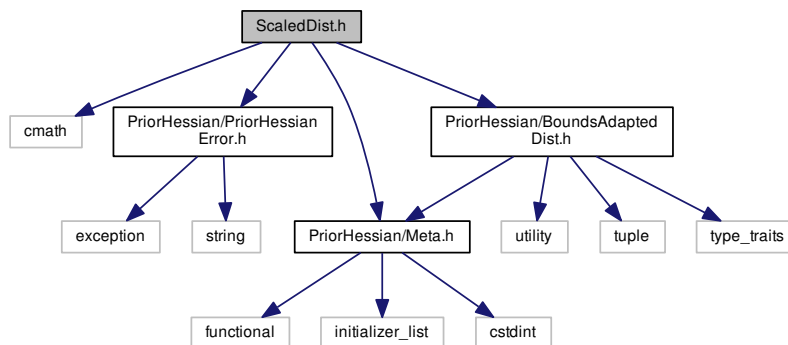 ScaledDist.h
cmath
PriorHessian/PriorHessian
Error.h
PriorHessian/BoundsAdapted
Dist.h
exception
string
PriorHessian/Meta.h
utility
tuple
type_traits
functional
initializer_list
cstdint